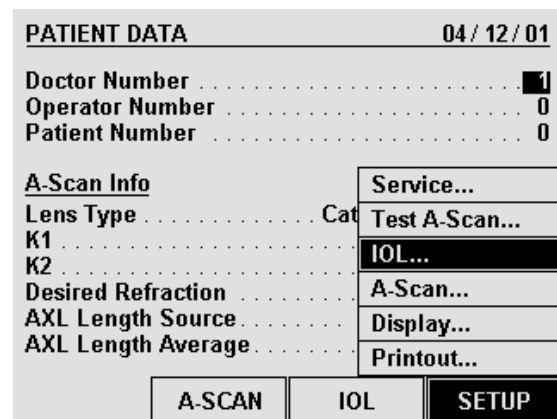 PATIENT DATA 04/12/01
Doctor Number . . . . . . . . . . . . . . . . . . . . . . . 1
Operator Number . . . . . . . . . . . . . . . . . . . . . 0
Patient Number . . . . . . . . . . . . . . . . . . . . . . 0
A-Scan Info
Lens Type . . . . . . . . . . . . . Cat
K1 . . . . . . . . . . . . . . . . . . . .
K2 . . . . . . . . . . . . . . . . . . . .
Desired Refraction . . . . . . . .
AXL Length Source . . . . . . . .
AXL Length Average . . . . . . .
Service...
Test A-Scan...
IOL...
A-Scan...
Display...
Printout...
A-SCAN IOL SETUP